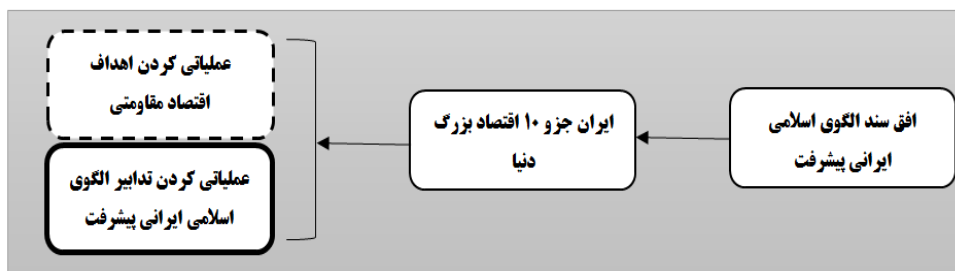 افق سند الگوی اسلامی
ایرانی پیشرفت
ایران جزو ۱۰ اقتصاد بزرگ
دنیا
عملیاتی کردن اهداف
اقتصاد مقاومتی
عملیاتی کردن تدابیر الگوی
اسلامی ایرانی پیشرفت